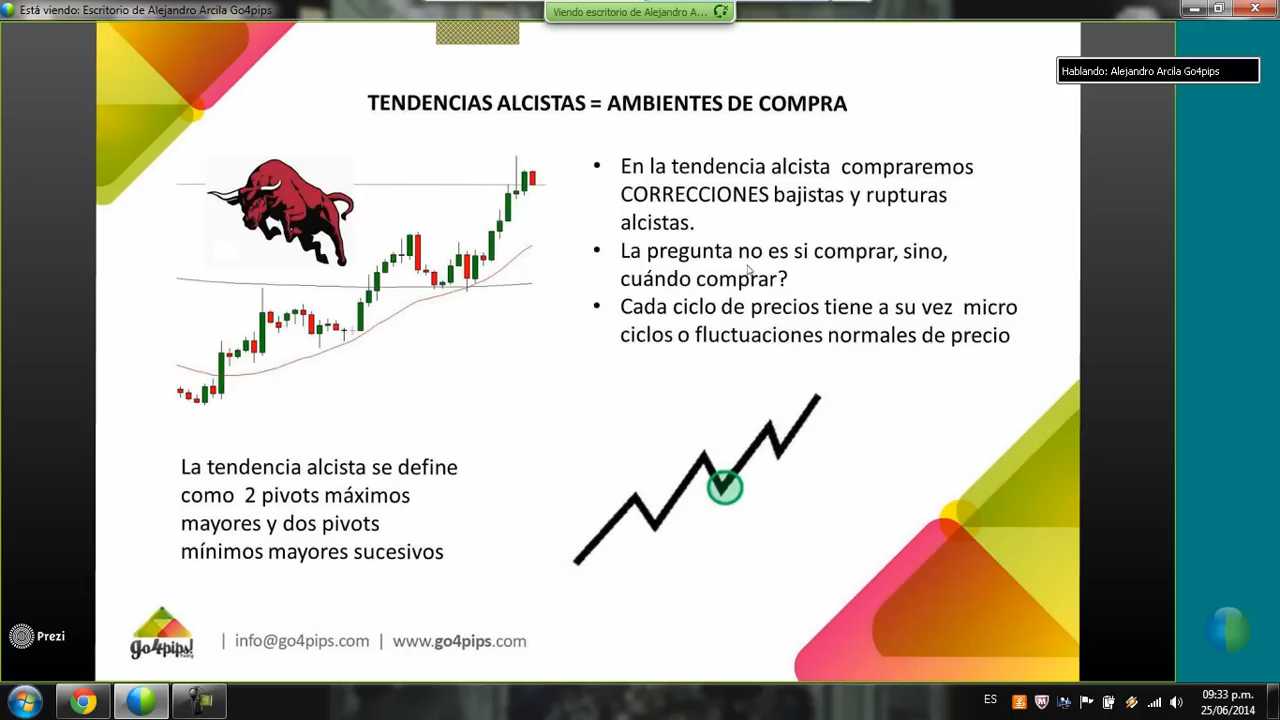 Está viendo: Escritorio de Alejandro Arcila Go4pips
Viendo escritorio de Alejandro A...
Hablando: Alejandro Arcila Go4pips
TENDENCIAS ALCISTAS = AMBIENTES DE COMPRA
• En la tendencia alcista compraremos
CORRECCIONES bajistas y rupturas
alcistas.
• La pregunta no es si comprar, sino,
cuándo comprar?
• Cada ciclo de precios tiene a su vez micro
ciclos o fluctuaciones normales de precio
La tendencia alcista se define
como 2 pivots máximos
mayores y dos pivots
mínimos mayores sucesivos
Prezi
go4pips!
| info@go4pips.com | www.go4pips.com
ES
09:33 p.m.
25/06/2014